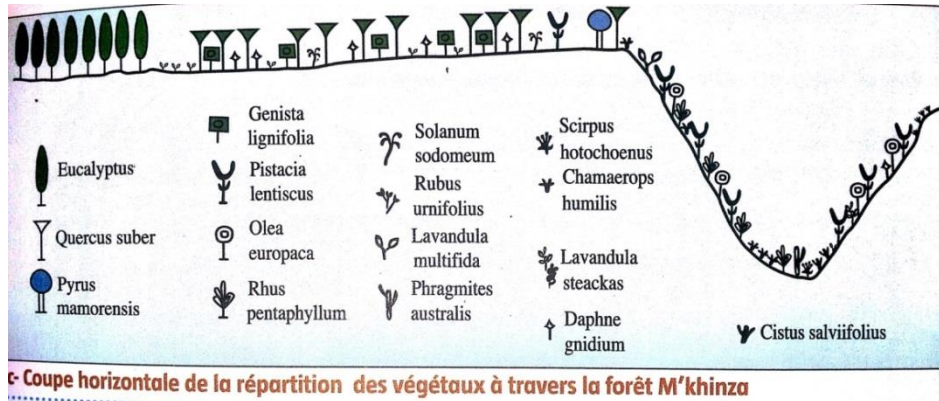 Eucalyptus
Quercus suber
Pyrus
mamorensis
Genista
lignifolia
Pistacia
lentiscus
Olea
europaca
Rhus
pentaphyllum
Solanum
sodomeum
Rubus
umifolius
Lavandula
multifida
Phragmites
australis
Scirpus
hotochoenus
Chamaerops
humilis
Lavandula
steackas
Daphne
gnidium
Cistus salviifolius
c- Coupe horizontale de la répartition des végétaux à travers la forêt M'khinza